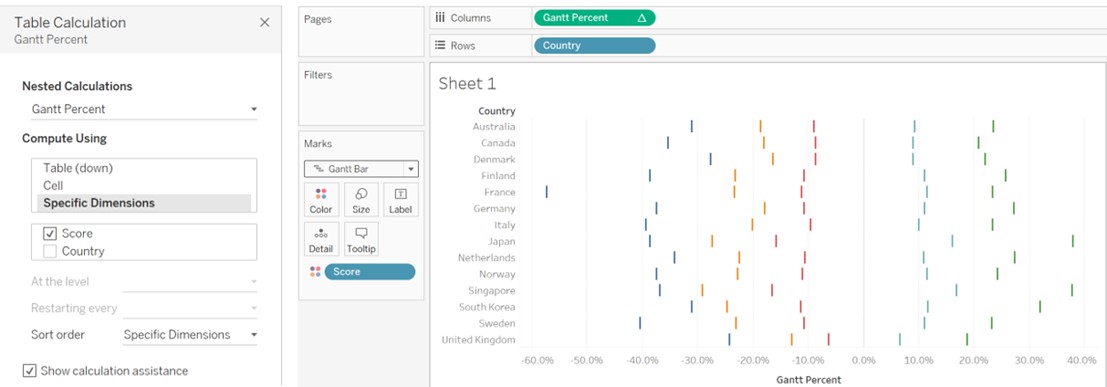 Table Calculation
Gantt Percent
Nested Calculations
Gantt Percent
Compute Using
Table (down)
Cell
Specific Dimensions
Score
Country
At the level
Restarting every
Sort order Specific Dimensions
Show calculation assistance
Pages
Filters
Marks
Gantt Bar
Color Size Label
Detail Tooltip
Score
Columns Gantt Percent
Rows Country
Sheet 1
Country
Australia
Canada
Denmark
Finland
France
Germany
Italy
Japan
Netherlands
Norway
Singapore
South Korea
Sweden
United Kingdom
-60.0% -50.0% -40.0% -30.0% -20.0% -10.0% 0.0% 10.0% 20.0% 30.0% 40.0%
Gantt Percent